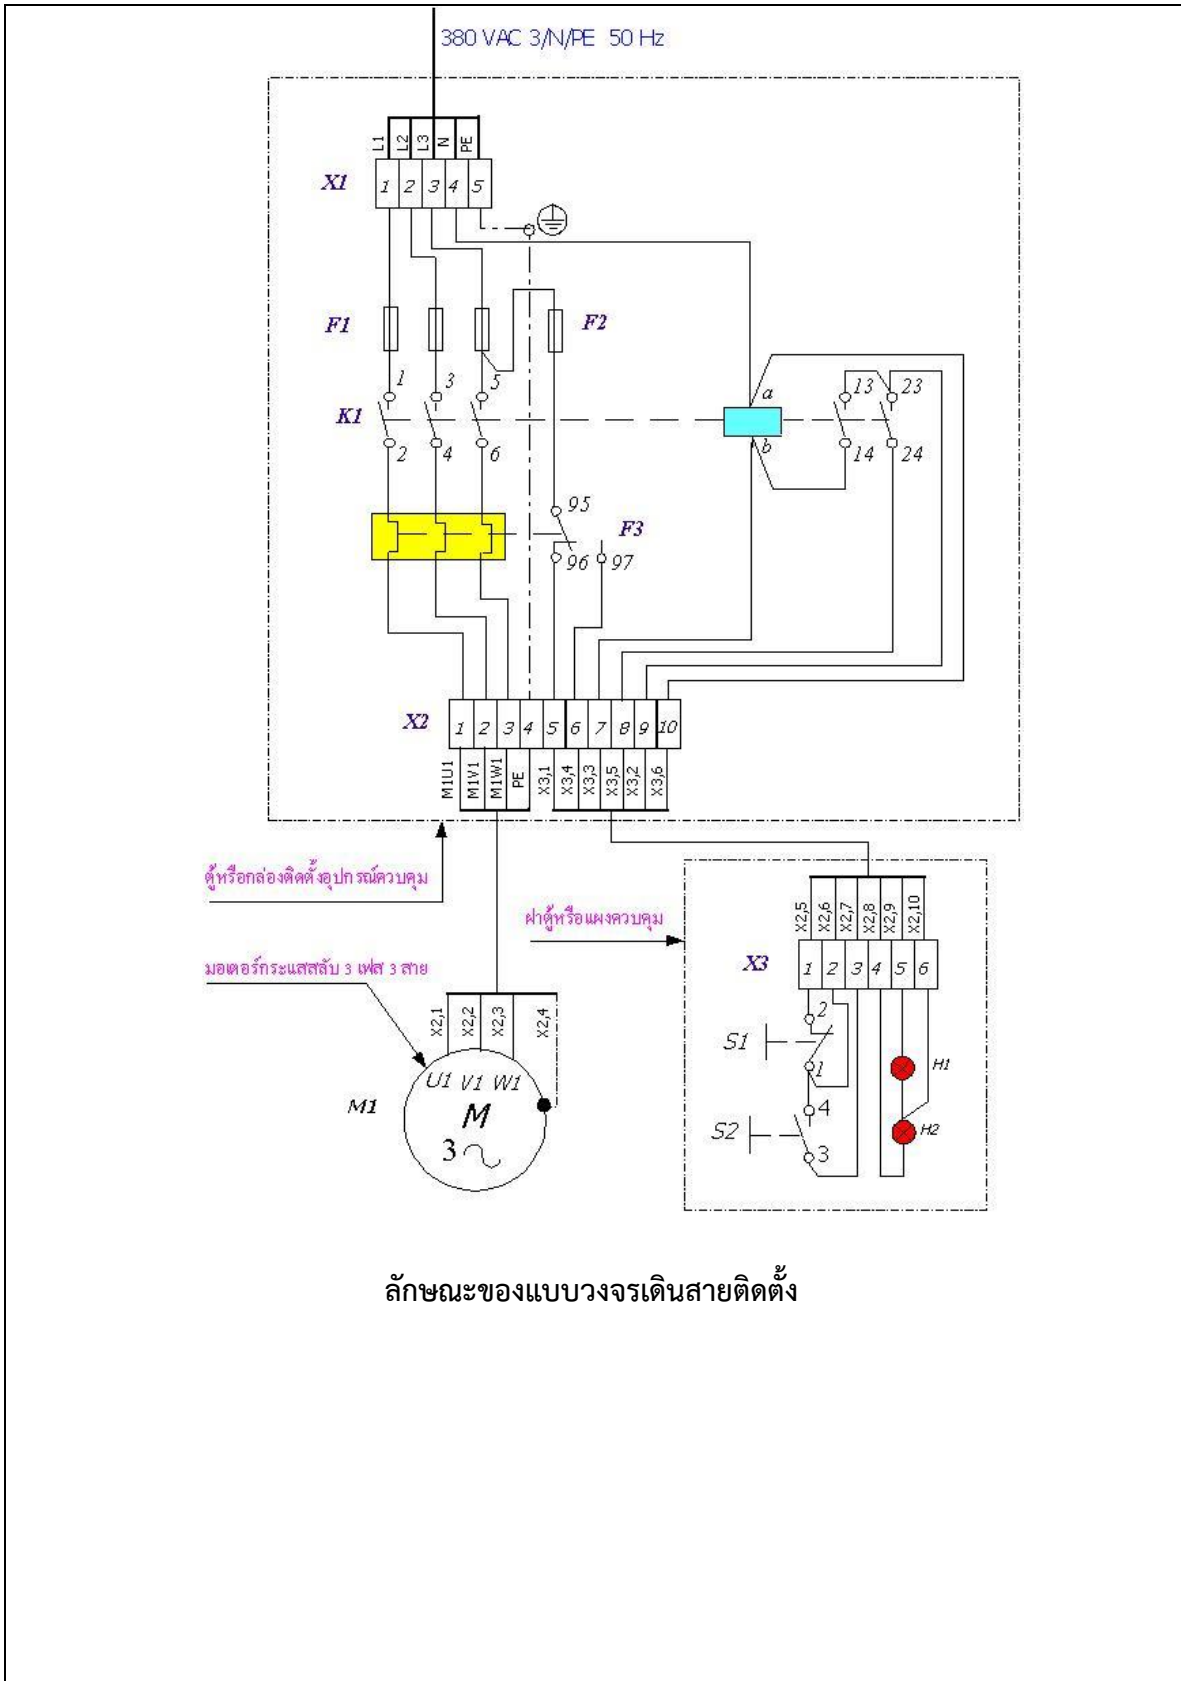 380 VAC 3/N/PE 50 Hz
L1 L2 L3 N PE
X1 1 2 3 4 5
F1 F2
1 3 5 a 13 23
K1
2 4 6 b 14 24
95
F3
96 97
X2 1 2 3 4 5 6 7 8 9 10
M1U1 M1V1 M1W1 PE X3,1 X3,4 X3,3 X3,5 X3,2 X3,6
ตู้หรือกล่องติดตั้งอุปกรณ์ควบคุม
ฝาตู้หรือแผงควบคุม
X2,5 X2,6 X2,7 X2,8 X2,9 X2,10
X3 1 2 3 4 5 6
มอเตอร์กระแสสลับ 3 เฟส 3 สาย
X2,1 X2,2 X2,3 X2,4
2
S1
1
H1
U1 V1 W1
M1 M
3
4
S2
3
H2
ลักษณะของแบบวงจรเดินสายติดตั้ง